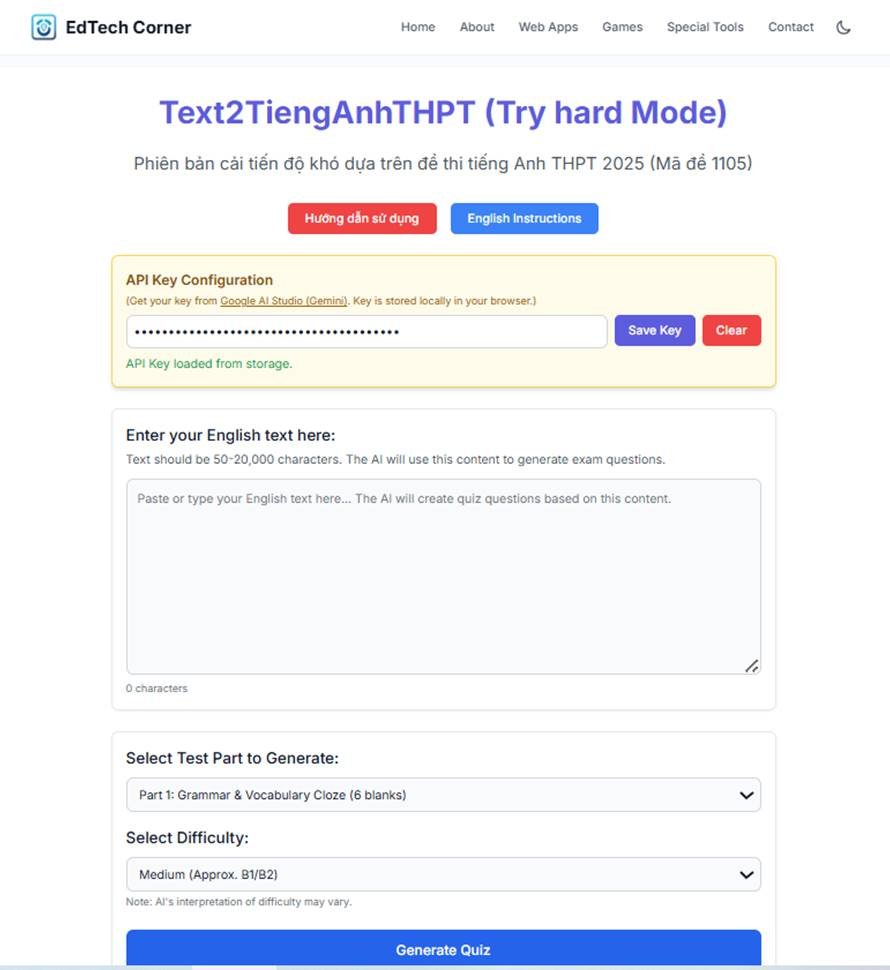 EdTech Corner
Home About Web Apps Games Special Tools Contact
Text2TiengAnhTHPT (Try hard Mode)
Phiên bản cải tiến độ khó dựa trên đề thi tiếng Anh THPT 2025 (Mã đề 1105)
Hướng dẫn sử dụng English Instructions
API Key Configuration
(Get your key from Google AI Studio (Gemini). Key is stored locally in your browser.)
••••••••••••••••••••••••••••••••••••••• Save Key Clear
API Key loaded from storage.
Enter your English text here:
Text should be 50-20,000 characters. The AI will use this content to generate exam questions.
Paste or type your English text here... The AI will create quiz questions based on this content.
0 characters
Select Test Part to Generate:
Part 1: Grammar & Vocabulary Cloze (6 blanks)
Select Difficulty:
Medium (Approx. B1/B2)
Note: AI's interpretation of difficulty may vary.
Generate Quiz